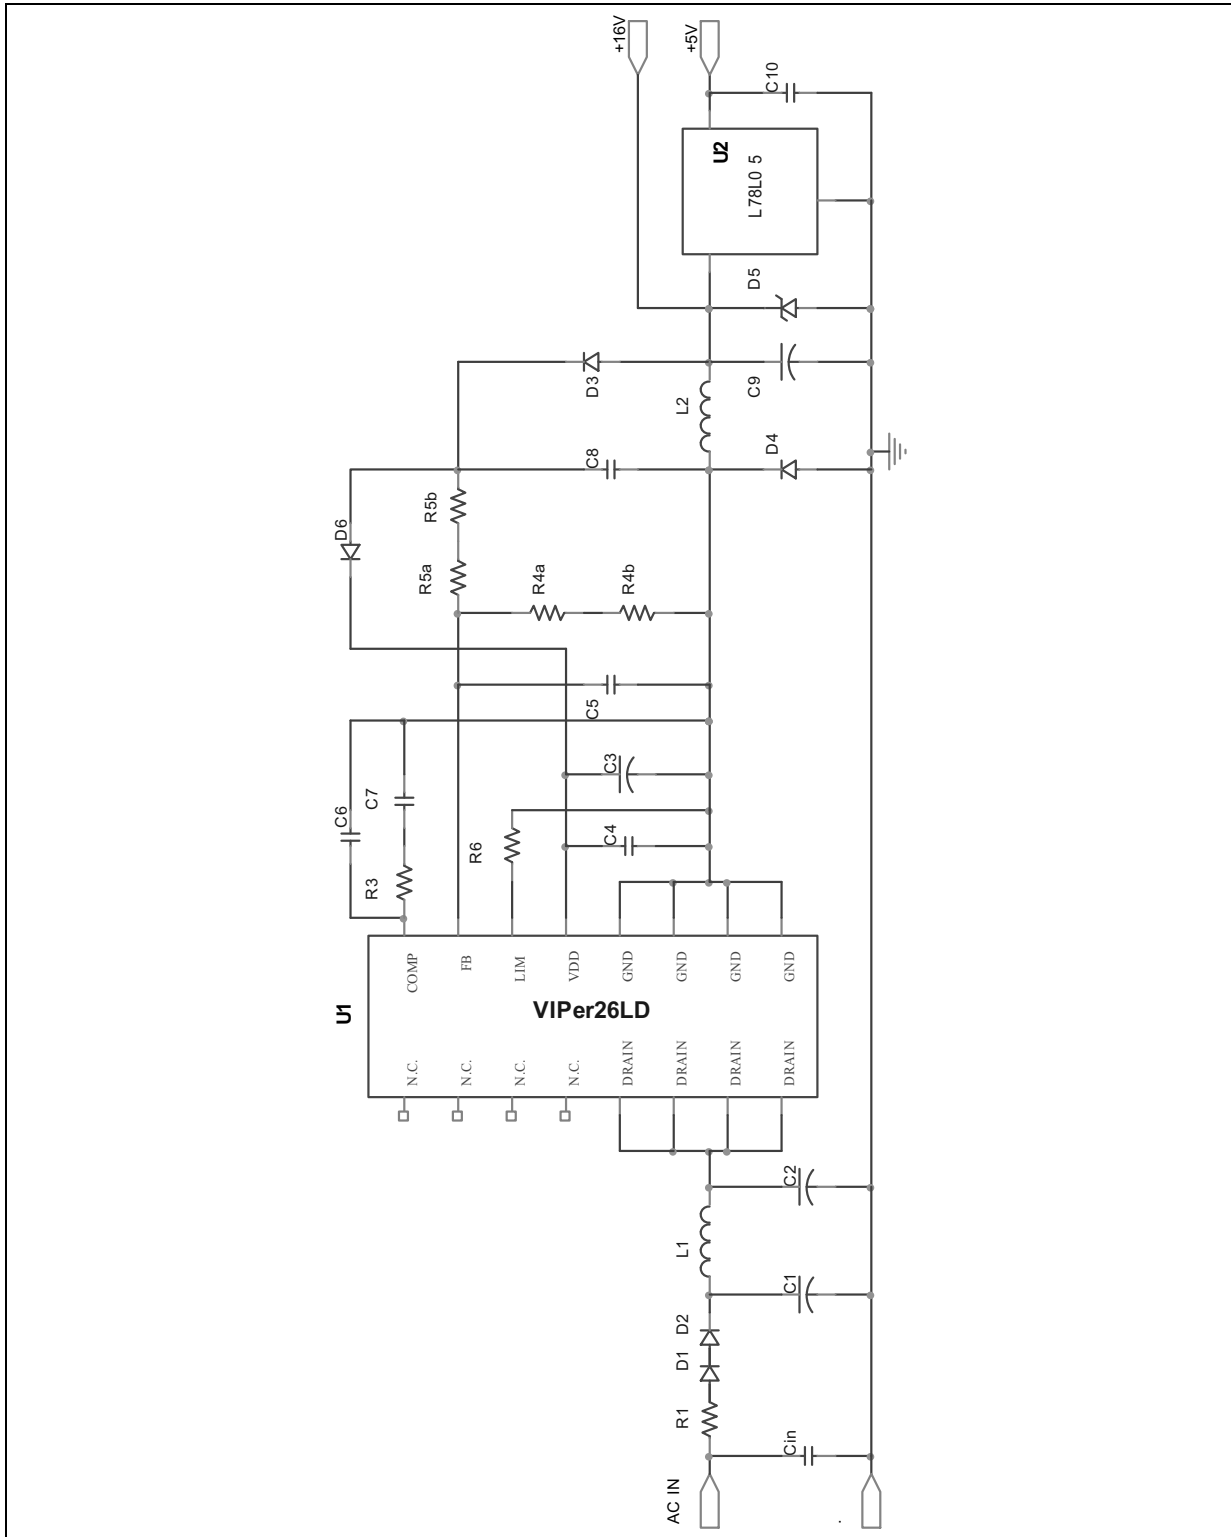 +16V
+5V
C10
U2
L78L0 5
D5
D3
C9
L2
D4
C8
D6
R5b
R5a
R4a
R4b
C5
C3
C6
C7
R6
C4
R3
U1
COMP
FB
LIM
VDD
GND
GND
GND
GND
VIPer26LD
N.C.
N.C.
N.C.
N.C.
DRAIN
DRAIN
DRAIN
DRAIN
C2
L1
C1
D2
D1
R1
Cin
AC IN
.